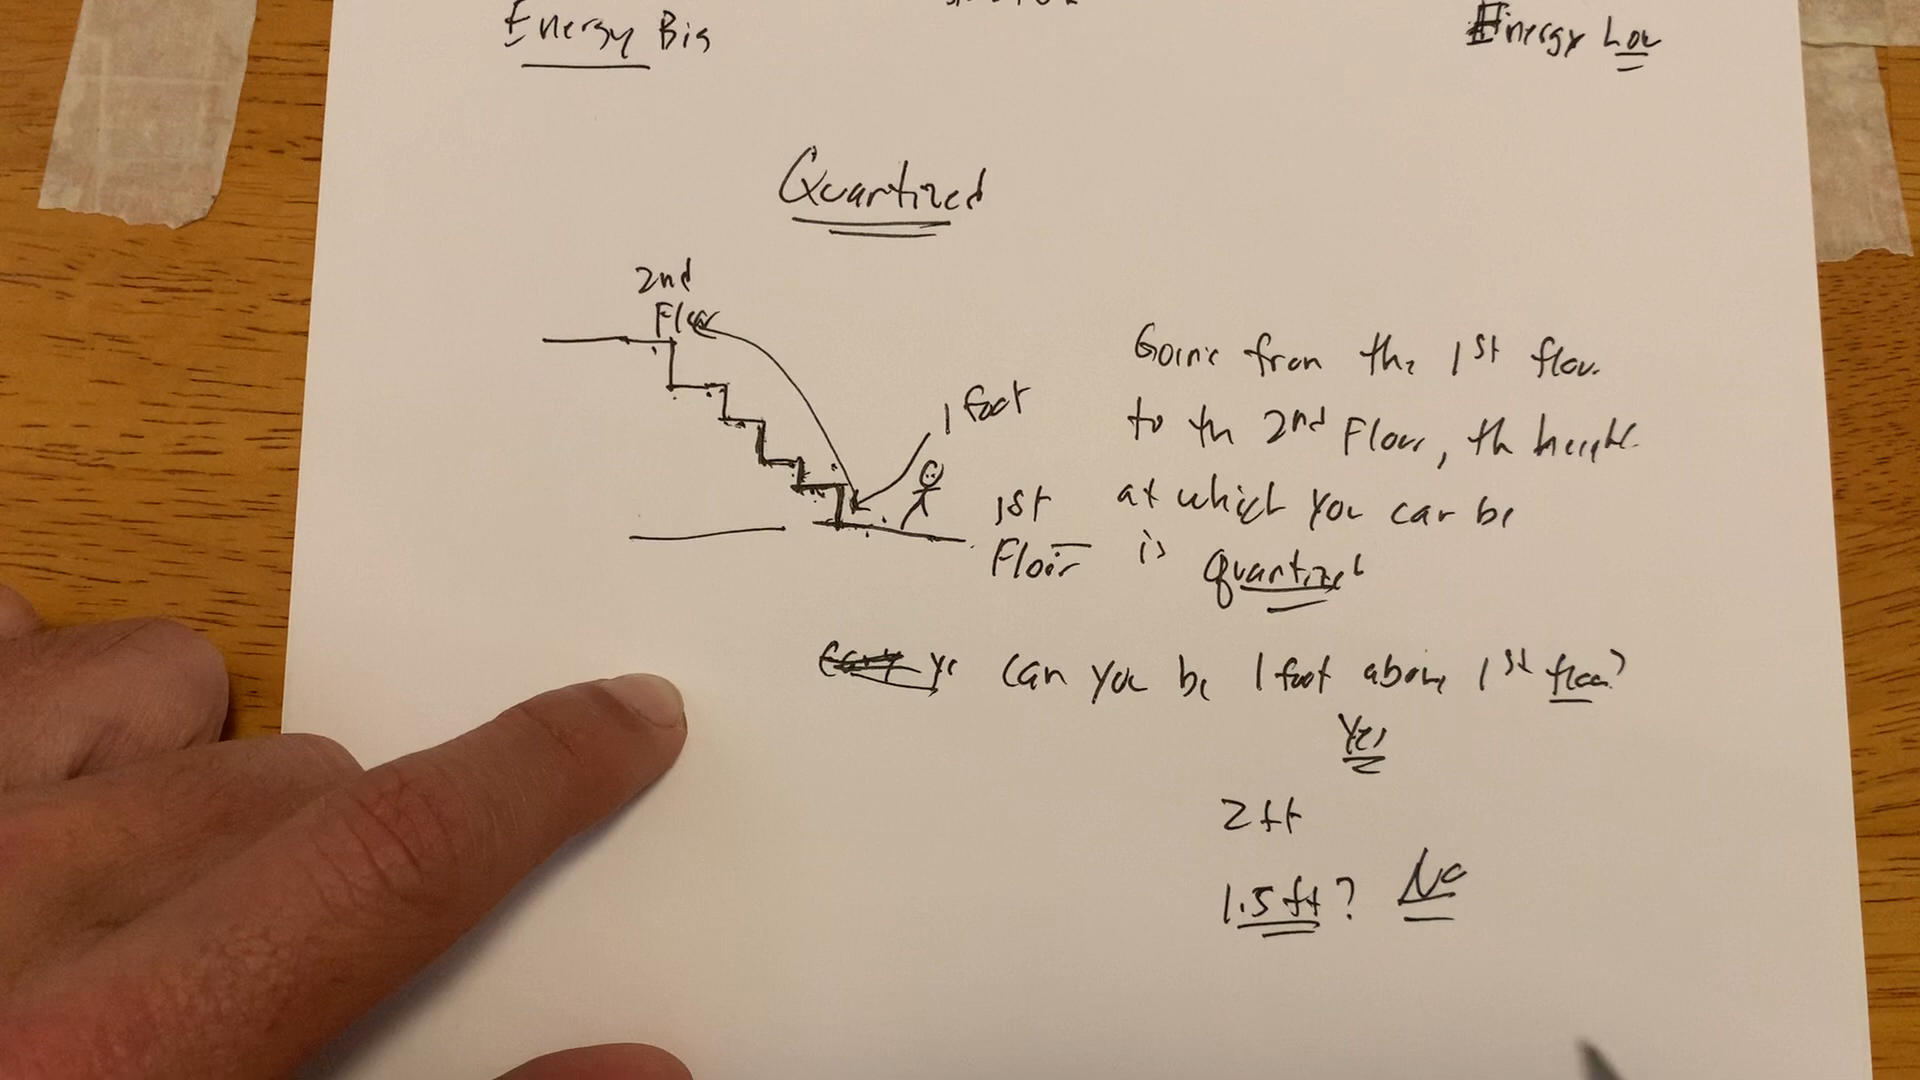 Energy Big
Energy Low
Quantized
2nd
Floor
1 foot
1st
Floor
Going from the 1st floor
to the 2nd Floor, the height
at which you can be
is quantized
Can you be 1 foot above 1st floor?
Yes
2 ft
1.5 ft? No